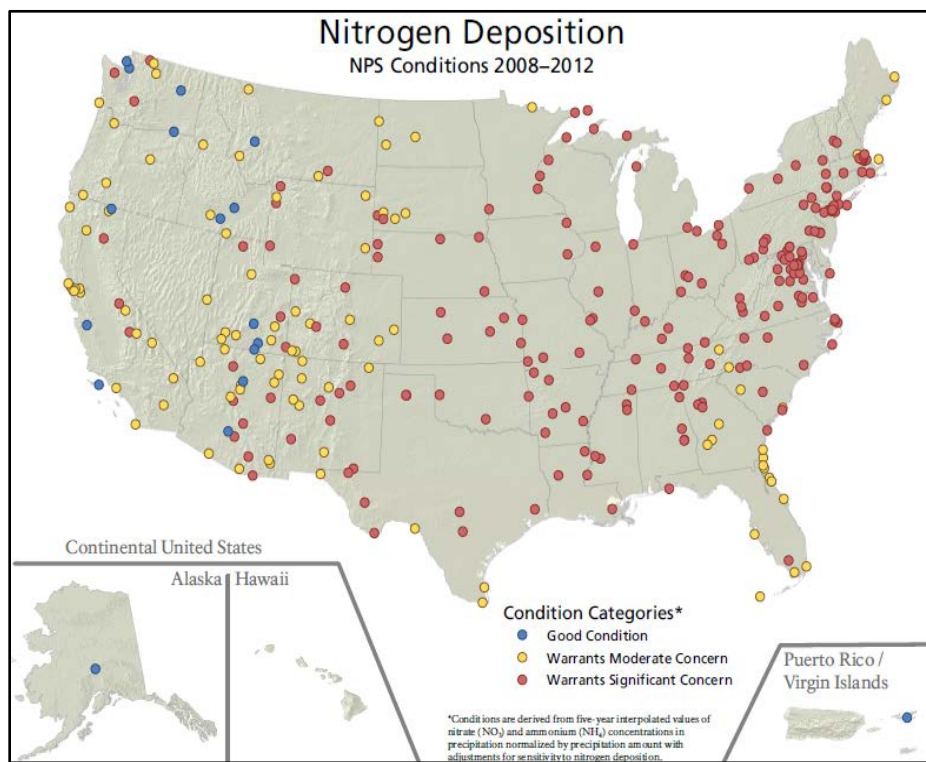 Nitrogen Deposition
NPS Conditions 2008–2012
Continental United States
Alaska
Hawaii
Condition Categories*
Good Condition
Warrants Moderate Concern
Warrants Significant Concern
Puerto Rico /
Virgin Islands
*Conditions are derived from five-year interpolated values of
nitrate (NO3) and ammonium (NH4) concentrations in
precipitation normalized by precipitation amount with
adjustments for sensitivity to nitrogen deposition.